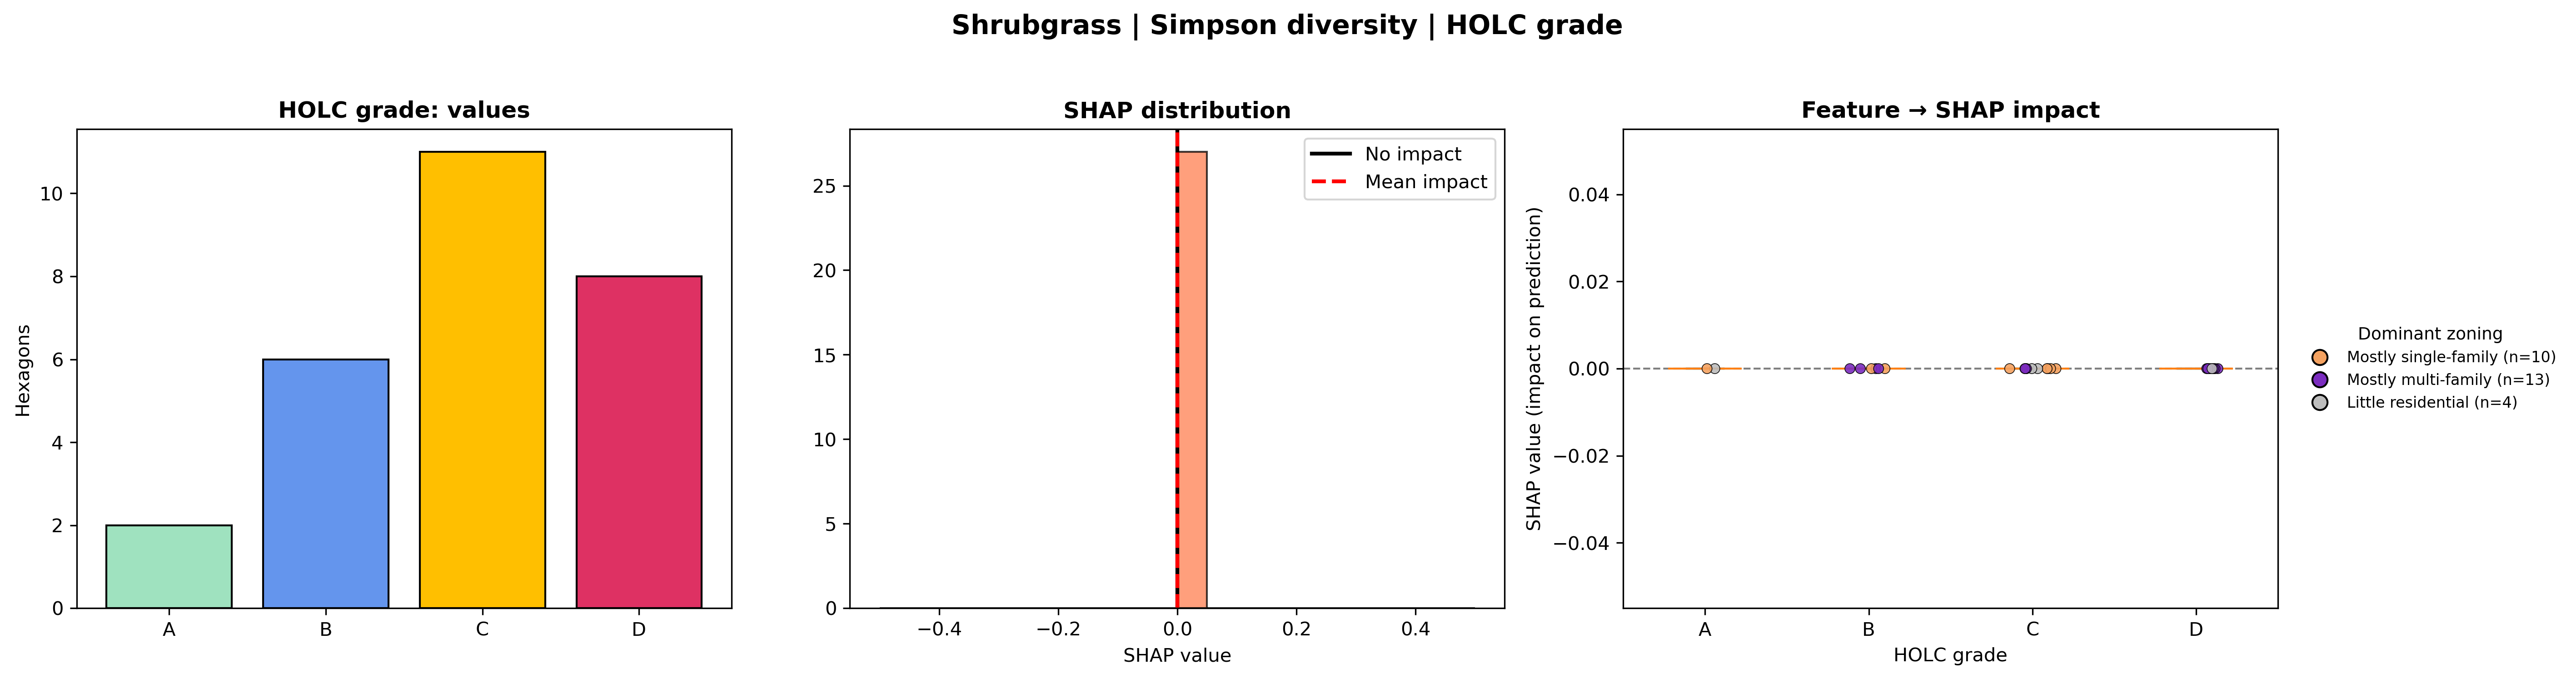 Shrubgrass | Simpson diversity | HOLC grade
HOLC grade: values
Hexagons
10
8
6
4
2
0
A
B
C
D
SHAP distribution
No impact
Mean impact
25
20
15
10
5
0
−0.4
−0.2
0.0
0.2
0.4
SHAP value
Feature → SHAP impact
SHAP value (impact on prediction)
0.04
0.02
0.00
−0.02
−0.04
A
B
C
D
HOLC grade
Dominant zoning
Mostly single-family (n=10)
Mostly multi-family (n=13)
Little residential (n=4)